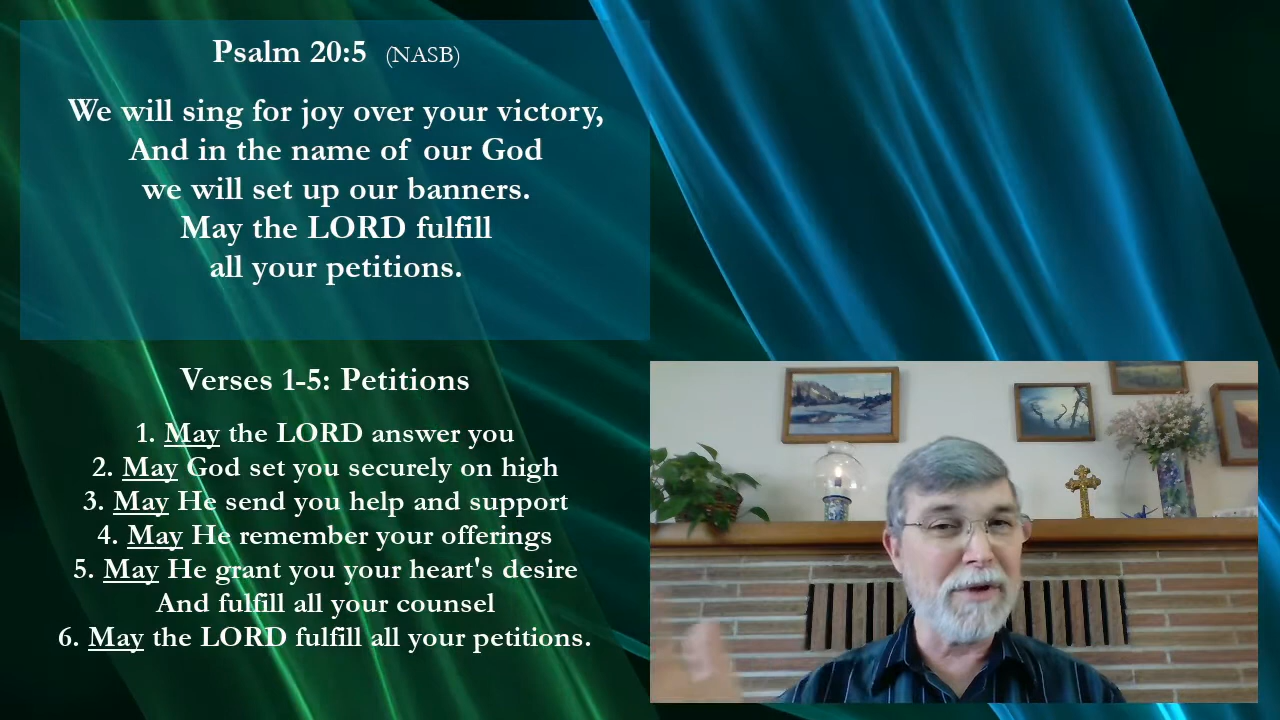 Psalm 20:5 (NASB)
We will sing for joy over your victory,
And in the name of our God
we will set up our banners.
May the LORD fulfill
all your petitions.
Verses 1-5: Petitions
1. May the LORD answer you
2. May God set you securely on high
3. May He send you help and support
4. May He remember your offerings
5. May He grant you your heart's desire
And fulfill all your counsel
6. May the LORD fulfill all your petitions.